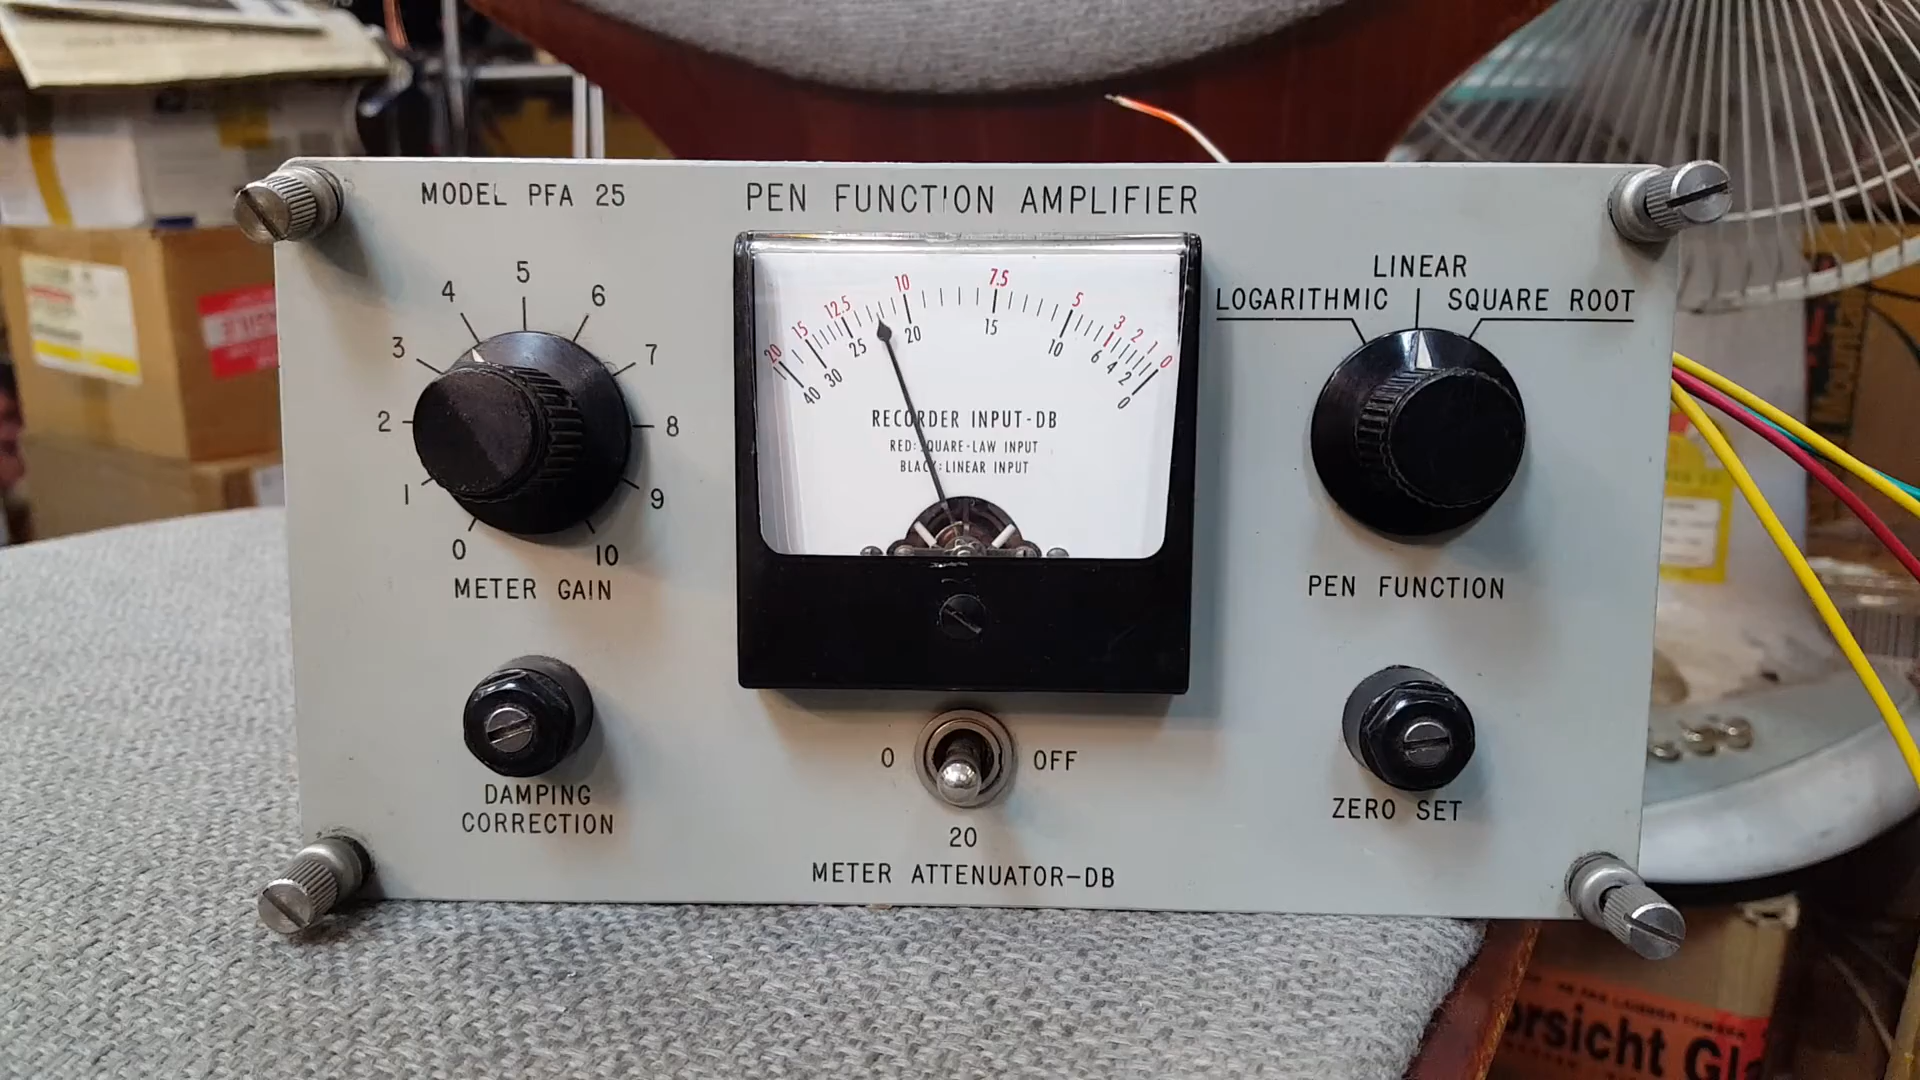 MODEL PFA 25
PEN FUNCTION AMPLIFIER
LINEAR
LOGARITHMIC
SQUARE ROOT
0
1
2
3
4
5
6
7
8
9
10
METER GAIN
20
15
12.5
10
7.5
5
3
2
1
0
40
30
25
20
15
10
6
4
2
0
RECORDER INPUT-DB
RED: SQUARE-LAW INPUT
BLACK: LINEAR INPUT
PEN FUNCTION
DAMPING
CORRECTION
0
OFF
20
METER ATTENUATOR-DB
ZERO SET
orsicht Gla